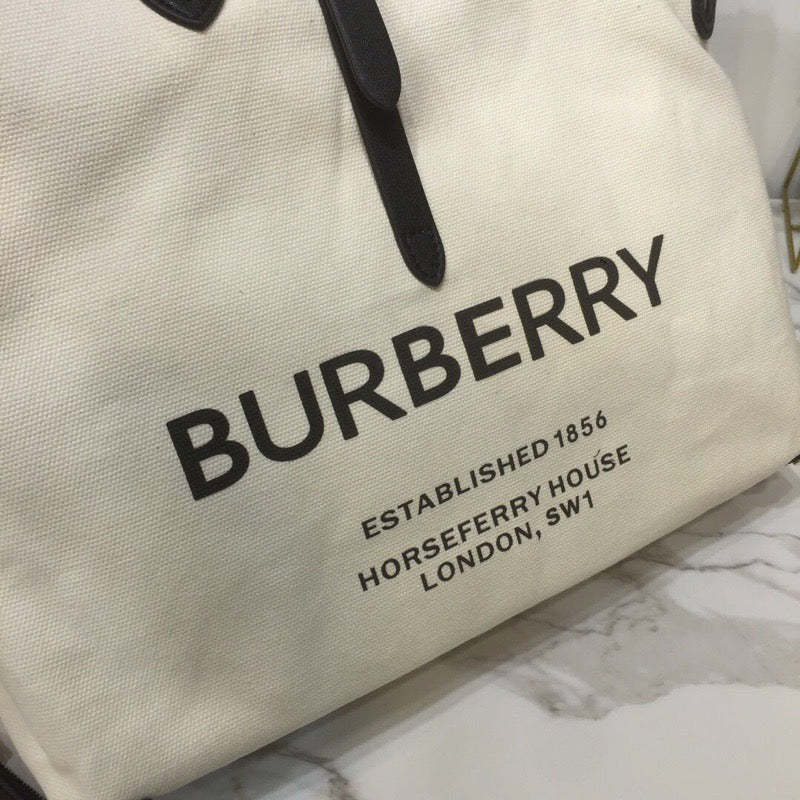 BURBERRY
ESTABLISHED 1856
HORSEFERRY HOUSE
LONDON, SW1